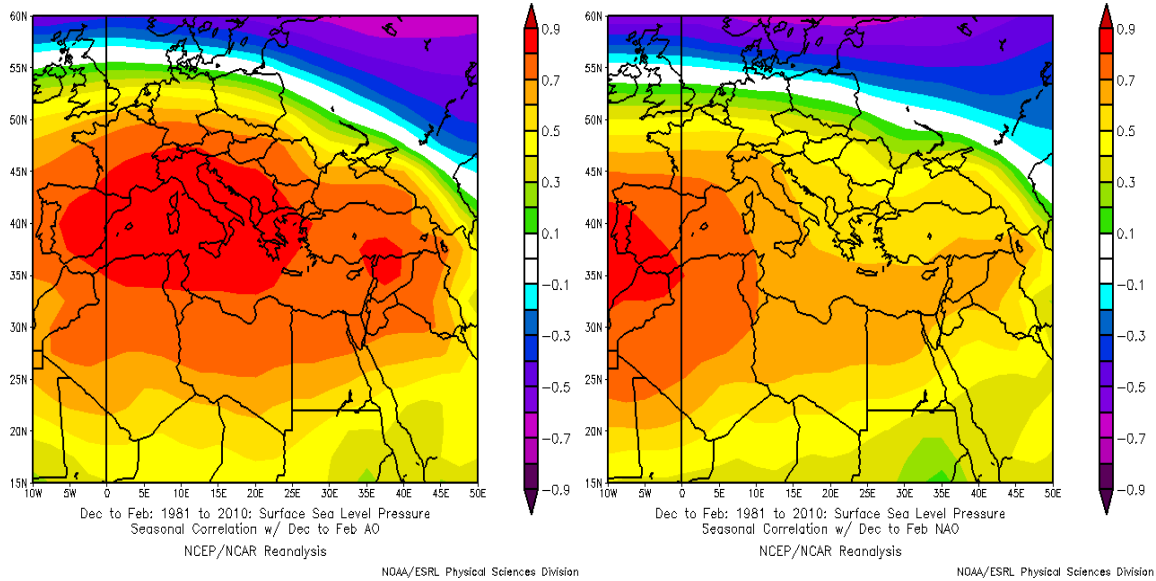 60N
55N
50N
45N
40N
35N
30N
25N
20N
15N
10W 5W 0 5E 10E 15E 20E 25E 30E 35E 40E 45E 50E
0.9
0.7
0.5
0.3
0.1
−0.1
−0.3
−0.5
−0.7
−0.9
Dec to Feb: 1981 to 2010: Surface Sea Level Pressure
Seasonal Correlation w/ Dec to Feb AO
NCEP/NCAR Reanalysis
NOAA/ESRL Physical Sciences Division
60N
55N
50N
45N
40N
35N
30N
25N
20N
15N
10W 5W 0 5E 10E 15E 20E 25E 30E 35E 40E 45E 50E
0.9
0.7
0.5
0.3
0.1
−0.1
−0.3
−0.5
−0.7
−0.9
Dec to Feb: 1981 to 2010: Surface Sea Level Pressure
Seasonal Correlation w/ Dec to Feb NAO
NCEP/NCAR Reanalysis
NOAA/ESRL Physical Sciences Division